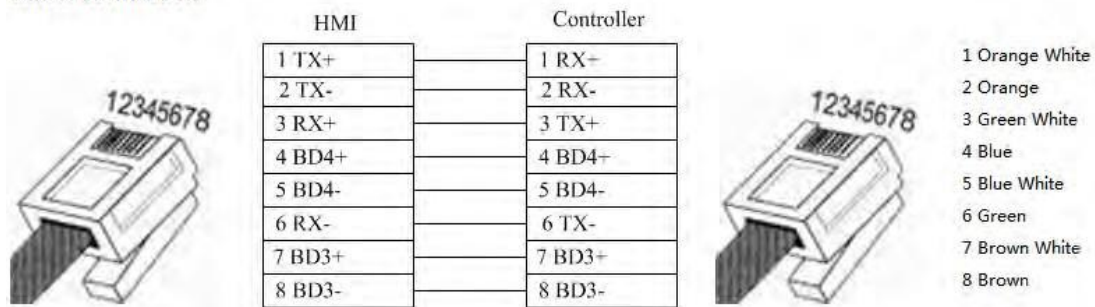 HMI Controller
1 TX+ 1 RX+
2 TX- 2 RX-
3 RX+ 3 TX+
4 BD4+ 4 BD4+
5 BD4- 5 BD4-
6 RX- 6 TX-
7 BD3+ 7 BD3+
8 BD3- 8 BD3-
12345678
12345678
1 Orange White
2 Orange
3 Green White
4 Blue
5 Blue White
6 Green
7 Brown White
8 Brown